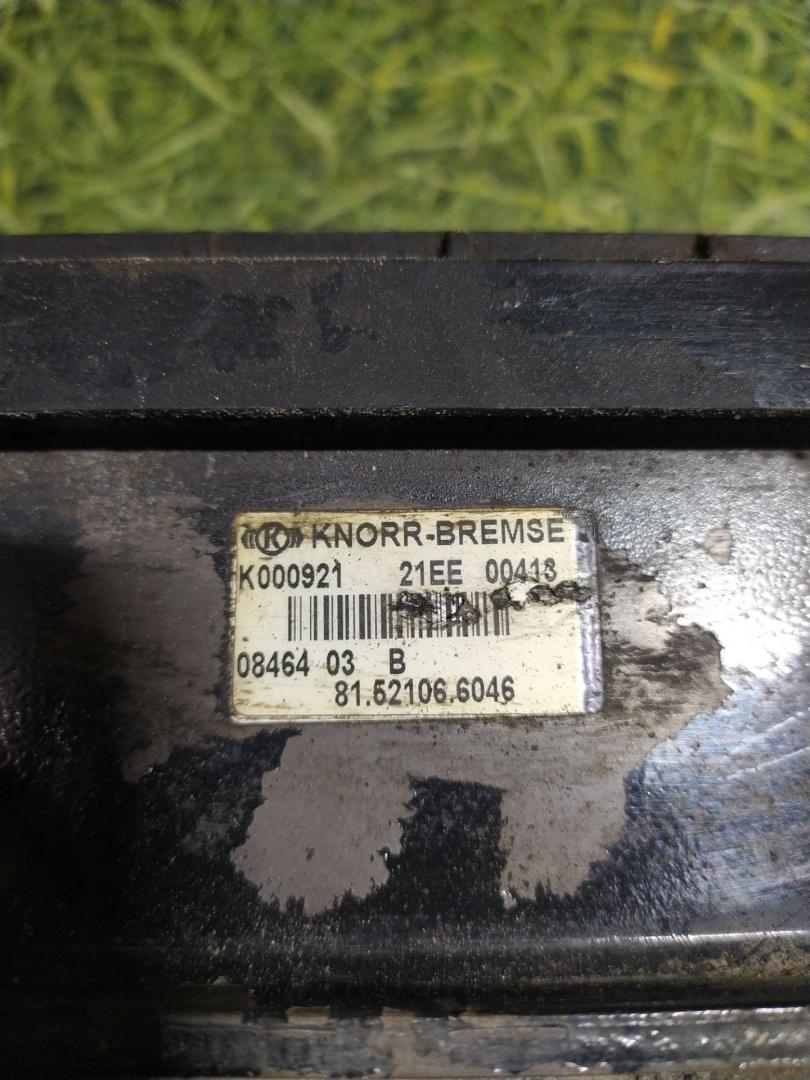 K KNORR-BREMSE
K000921 21EE 00413
08464 03 B
81.52106.6046